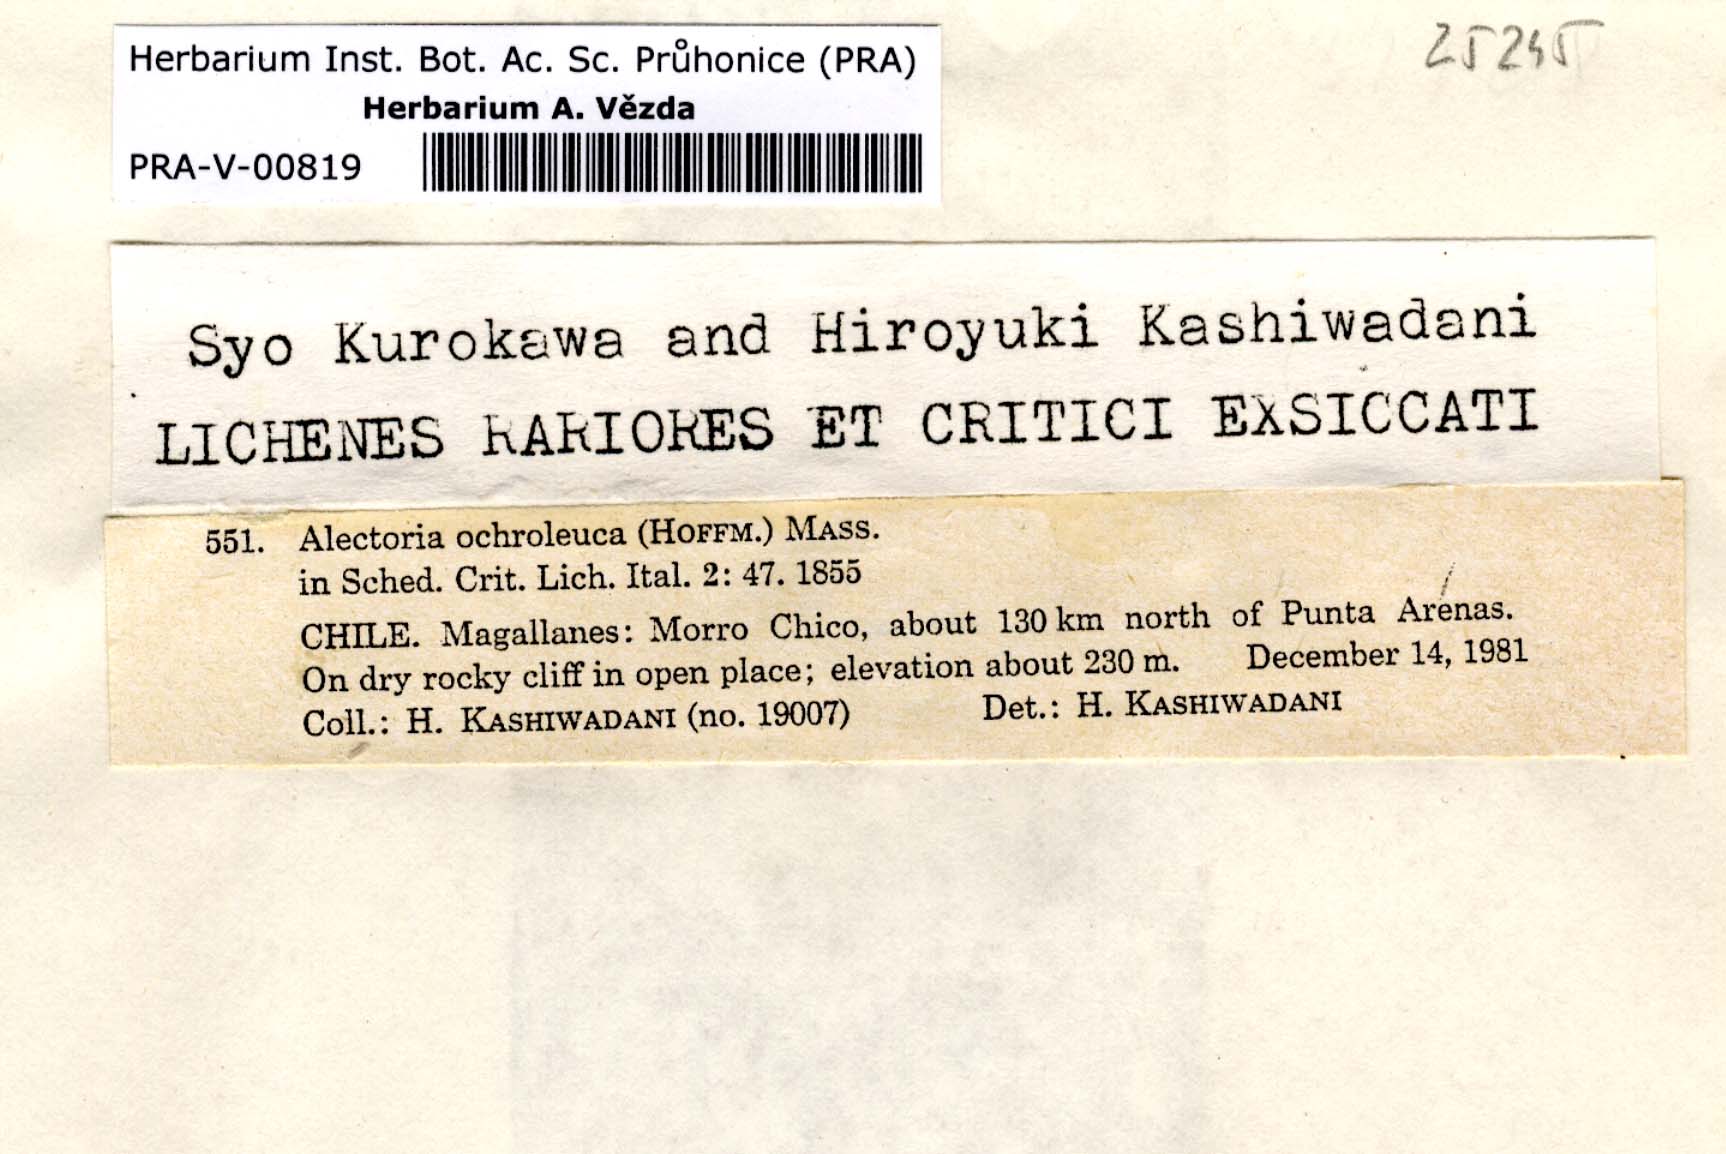 Herbarium Inst. Bot. Ac. Sc. Průhonice (PRA)
Herbarium A. Vězda
PRA-V-00819
25245
Syo Kurokawa and Hiroyuki Kashiwadani
LICHENES RARIORES ET CRITICI EXSICCATI
551. Alectoria ochroleuca (HOFFM.) MASS.
in Sched. Crit. Lich. Ital. 2: 47. 1855
CHILE. Magallanes: Morro Chico, about 130 km north of Punta Arenas.
On dry rocky cliff in open place; elevation about 230 m. December 14, 1981
Coll.: H. KASHIWADANI (no. 19007) Det.: H. KASHIWADANI